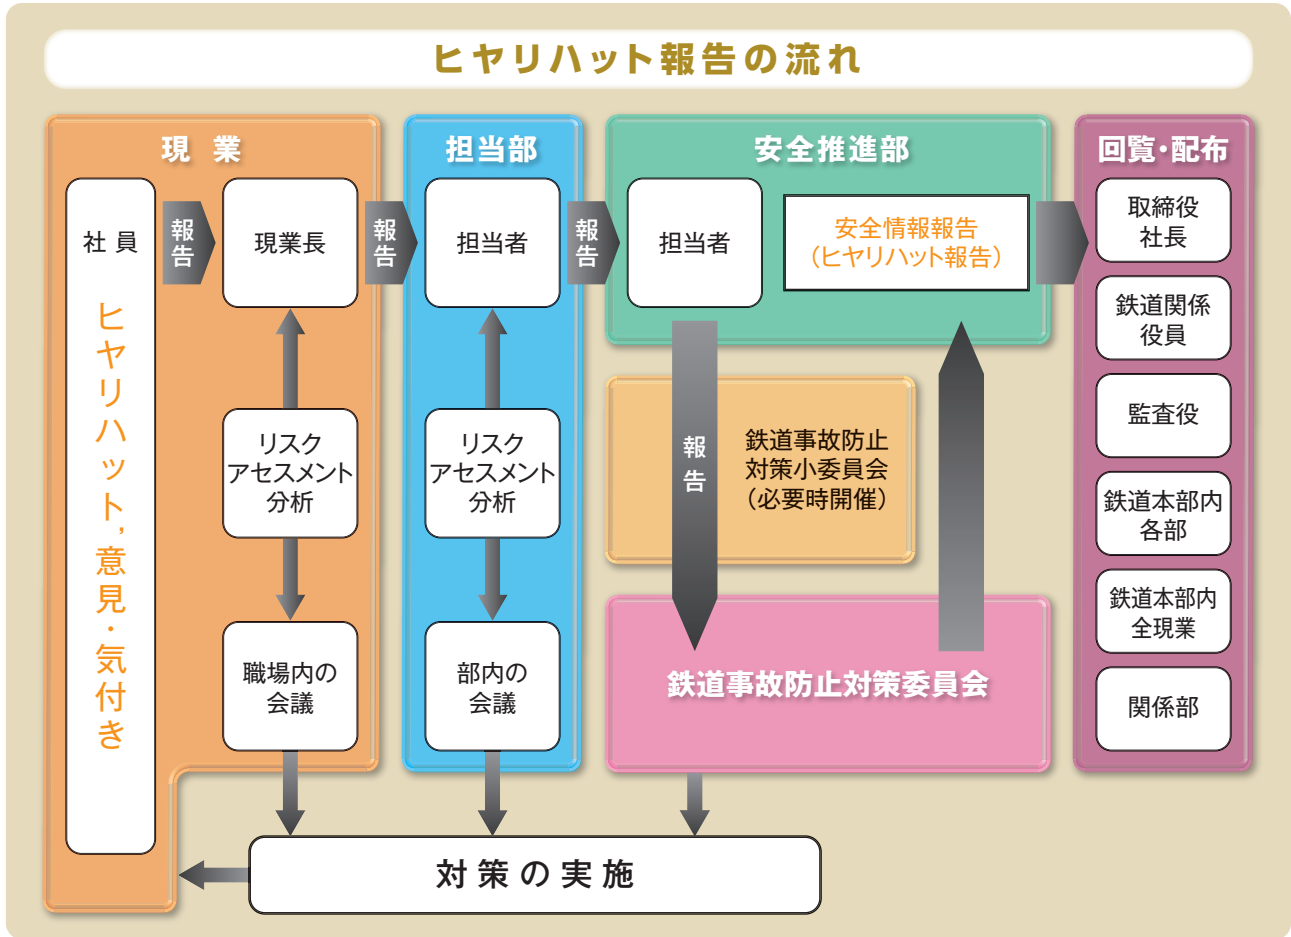 ヒヤリハット報告の流れ
現 業
社 員
ヒヤリハット，意見・気付き
報告
現業長
リスク
アセスメント
分析
職場内の
会議
報告
担当部
担当者
リスク
アセスメント
分析
部内の
会議
報告
安全推進部
担当者
安全情報報告
（ヒヤリハット報告）
報告
鉄道事故防止
対策小委員会
（必要時開催）
鉄道事故防止対策委員会
回覧・配布
取締役
社長
鉄道関係
役員
監査役
鉄道本部内
各部
鉄道本部内
全現業
関係部
対策の実施